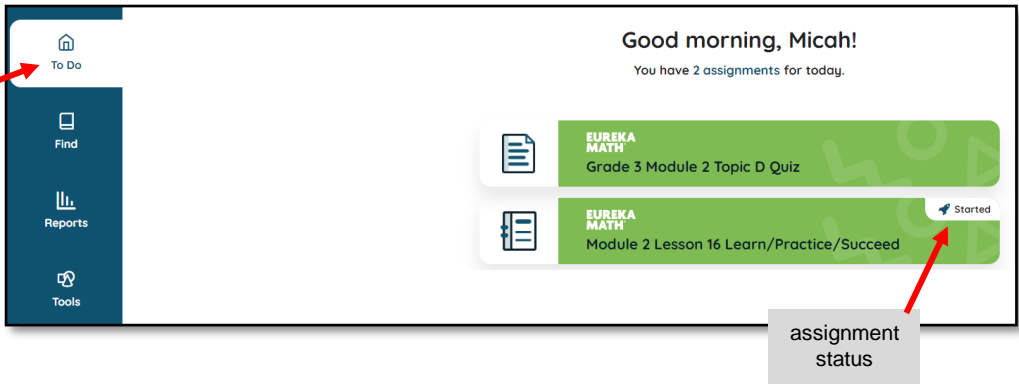 To Do
Find
Reports
Tools
Good morning, Micah!
You have 2 assignments for today.
EUREKA
MATH
Grade 3 Module 2 Topic D Quiz
Started
EUREKA
MATH
Module 2 Lesson 16 Learn/Practice/Succeed
assignment
status